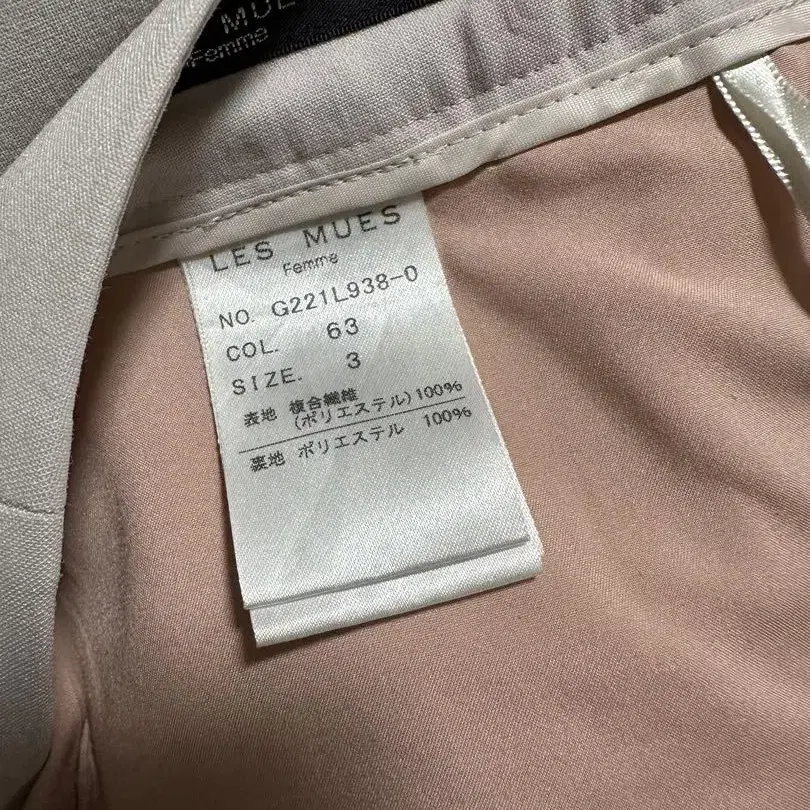 Femme
LES MUES
Femme
NO. G221L938-0
COL. 63
SIZE. 3
表地 複合繊維
(ポリエステル)100%
裏地 ポリエステル 100%